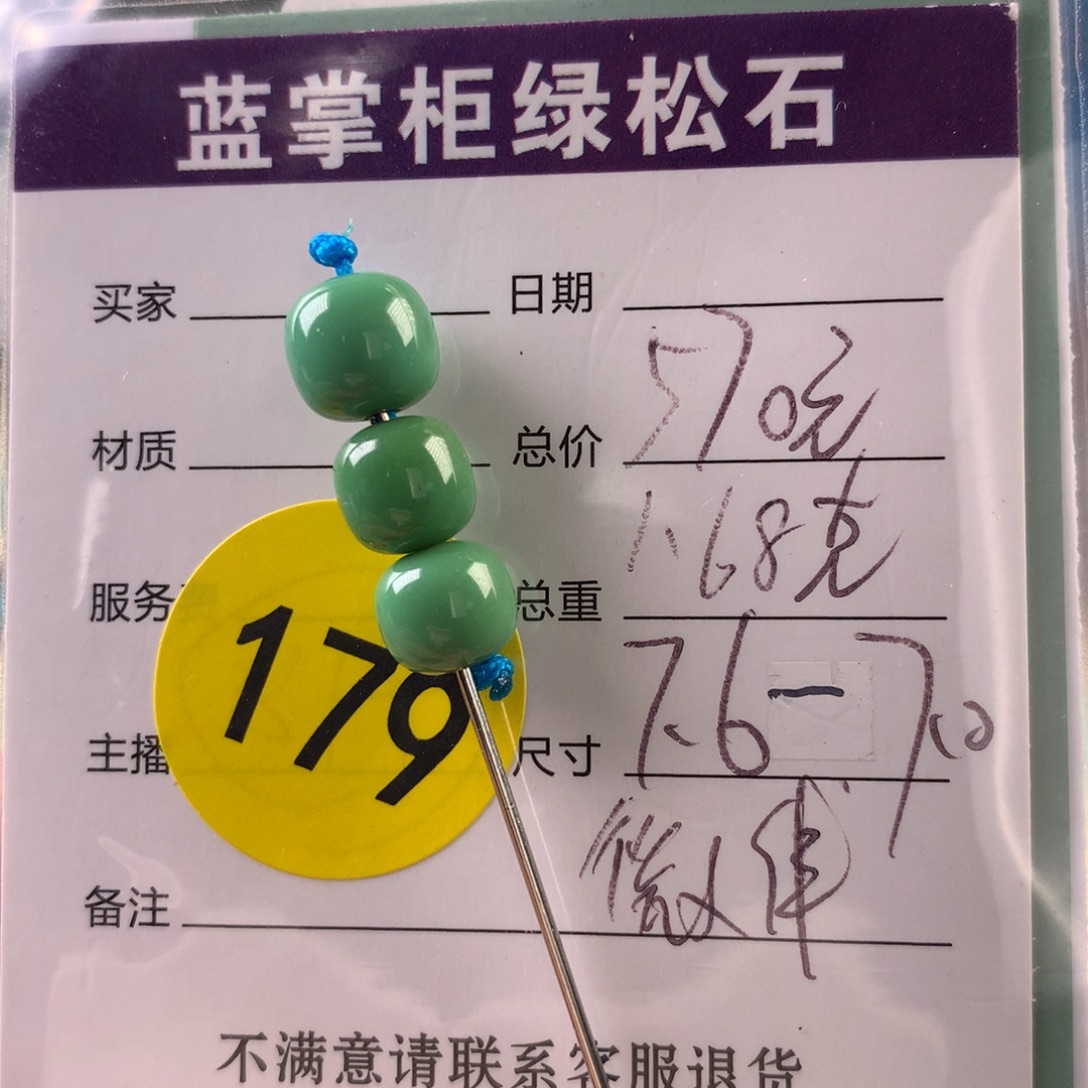 蓝掌柜绿松石
买家 日期
材质 总价 570元
服务 总重 1.68克
主播 179 尺寸 7.6-7.0
备注 微
不满意请联系客服退货